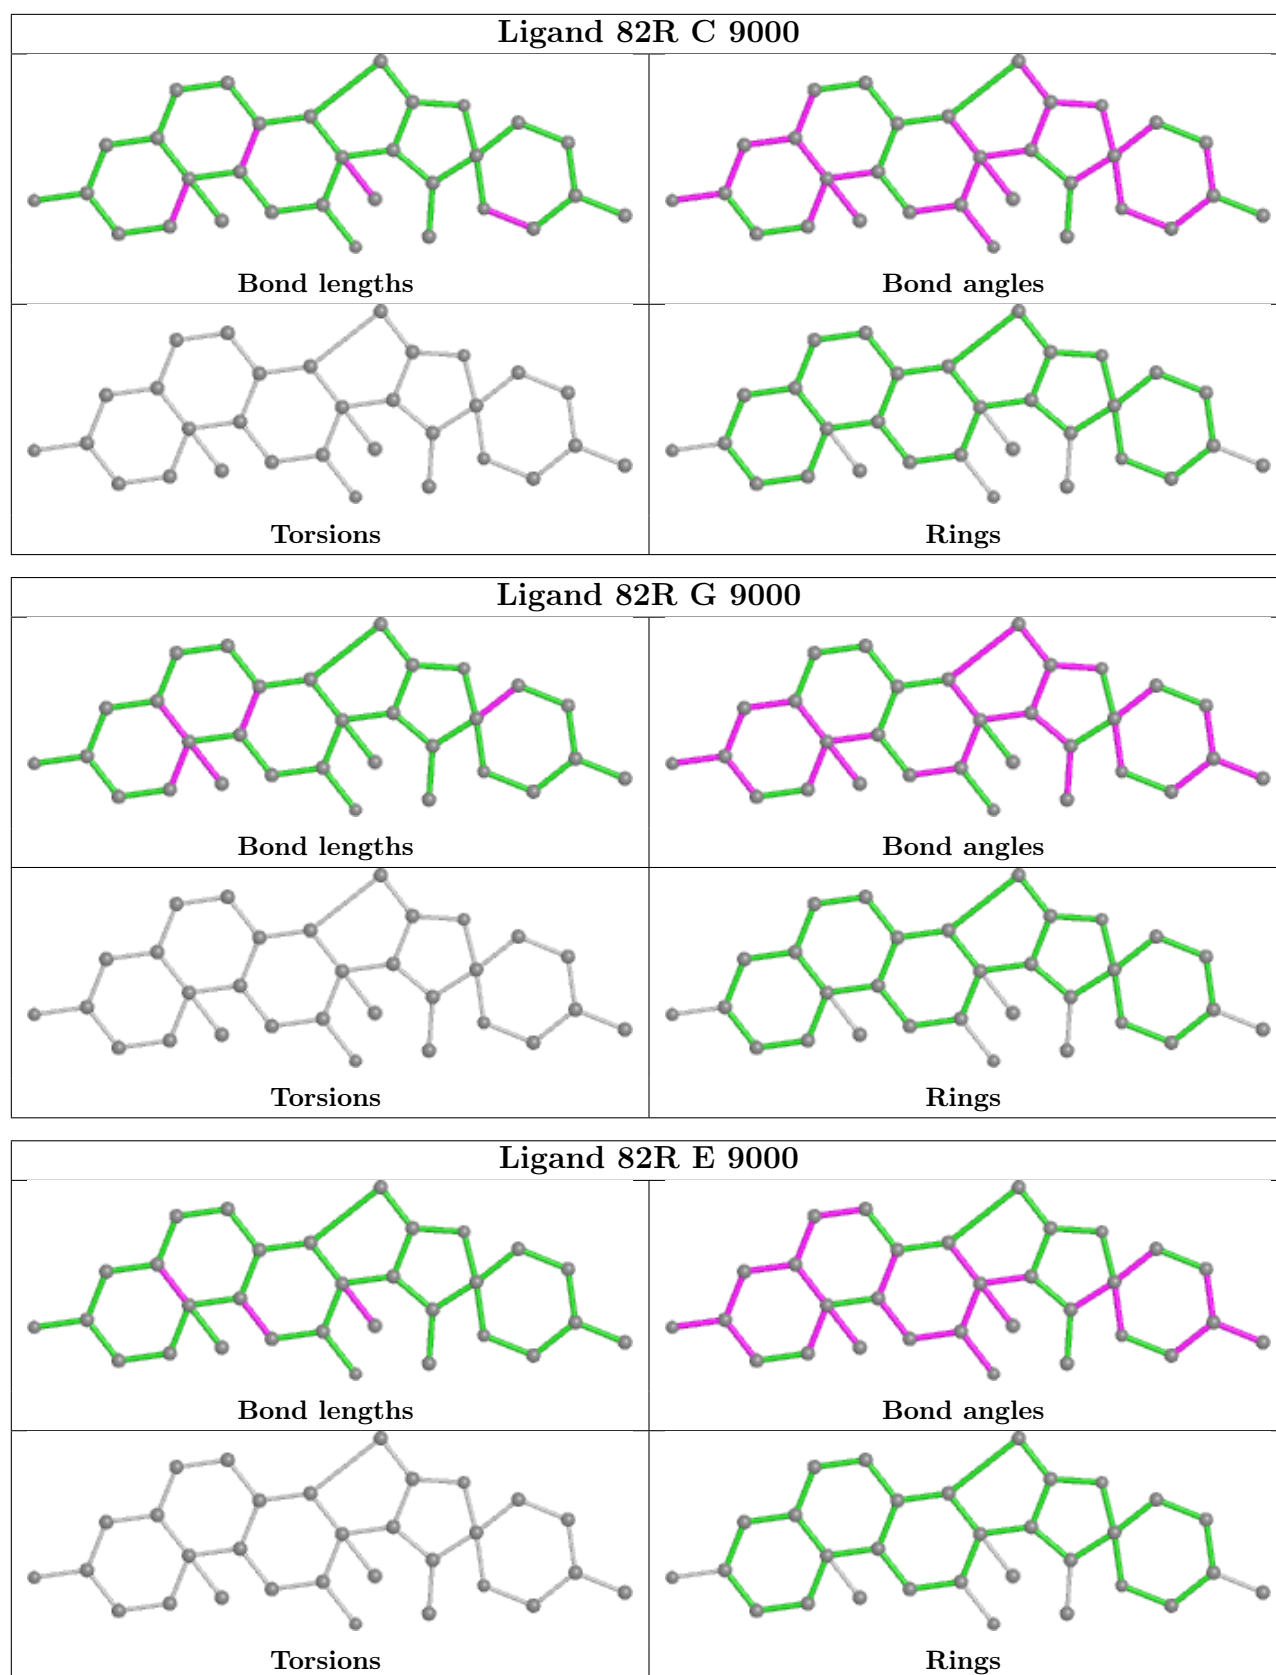 Ligand 82R C 9000
Bond lengths
Bond angles
Torsions
Rings
Ligand 82R G 9000
Bond lengths
Bond angles
Torsions
Rings
Ligand 82R E 9000
Bond lengths
Bond angles
Torsions
Rings